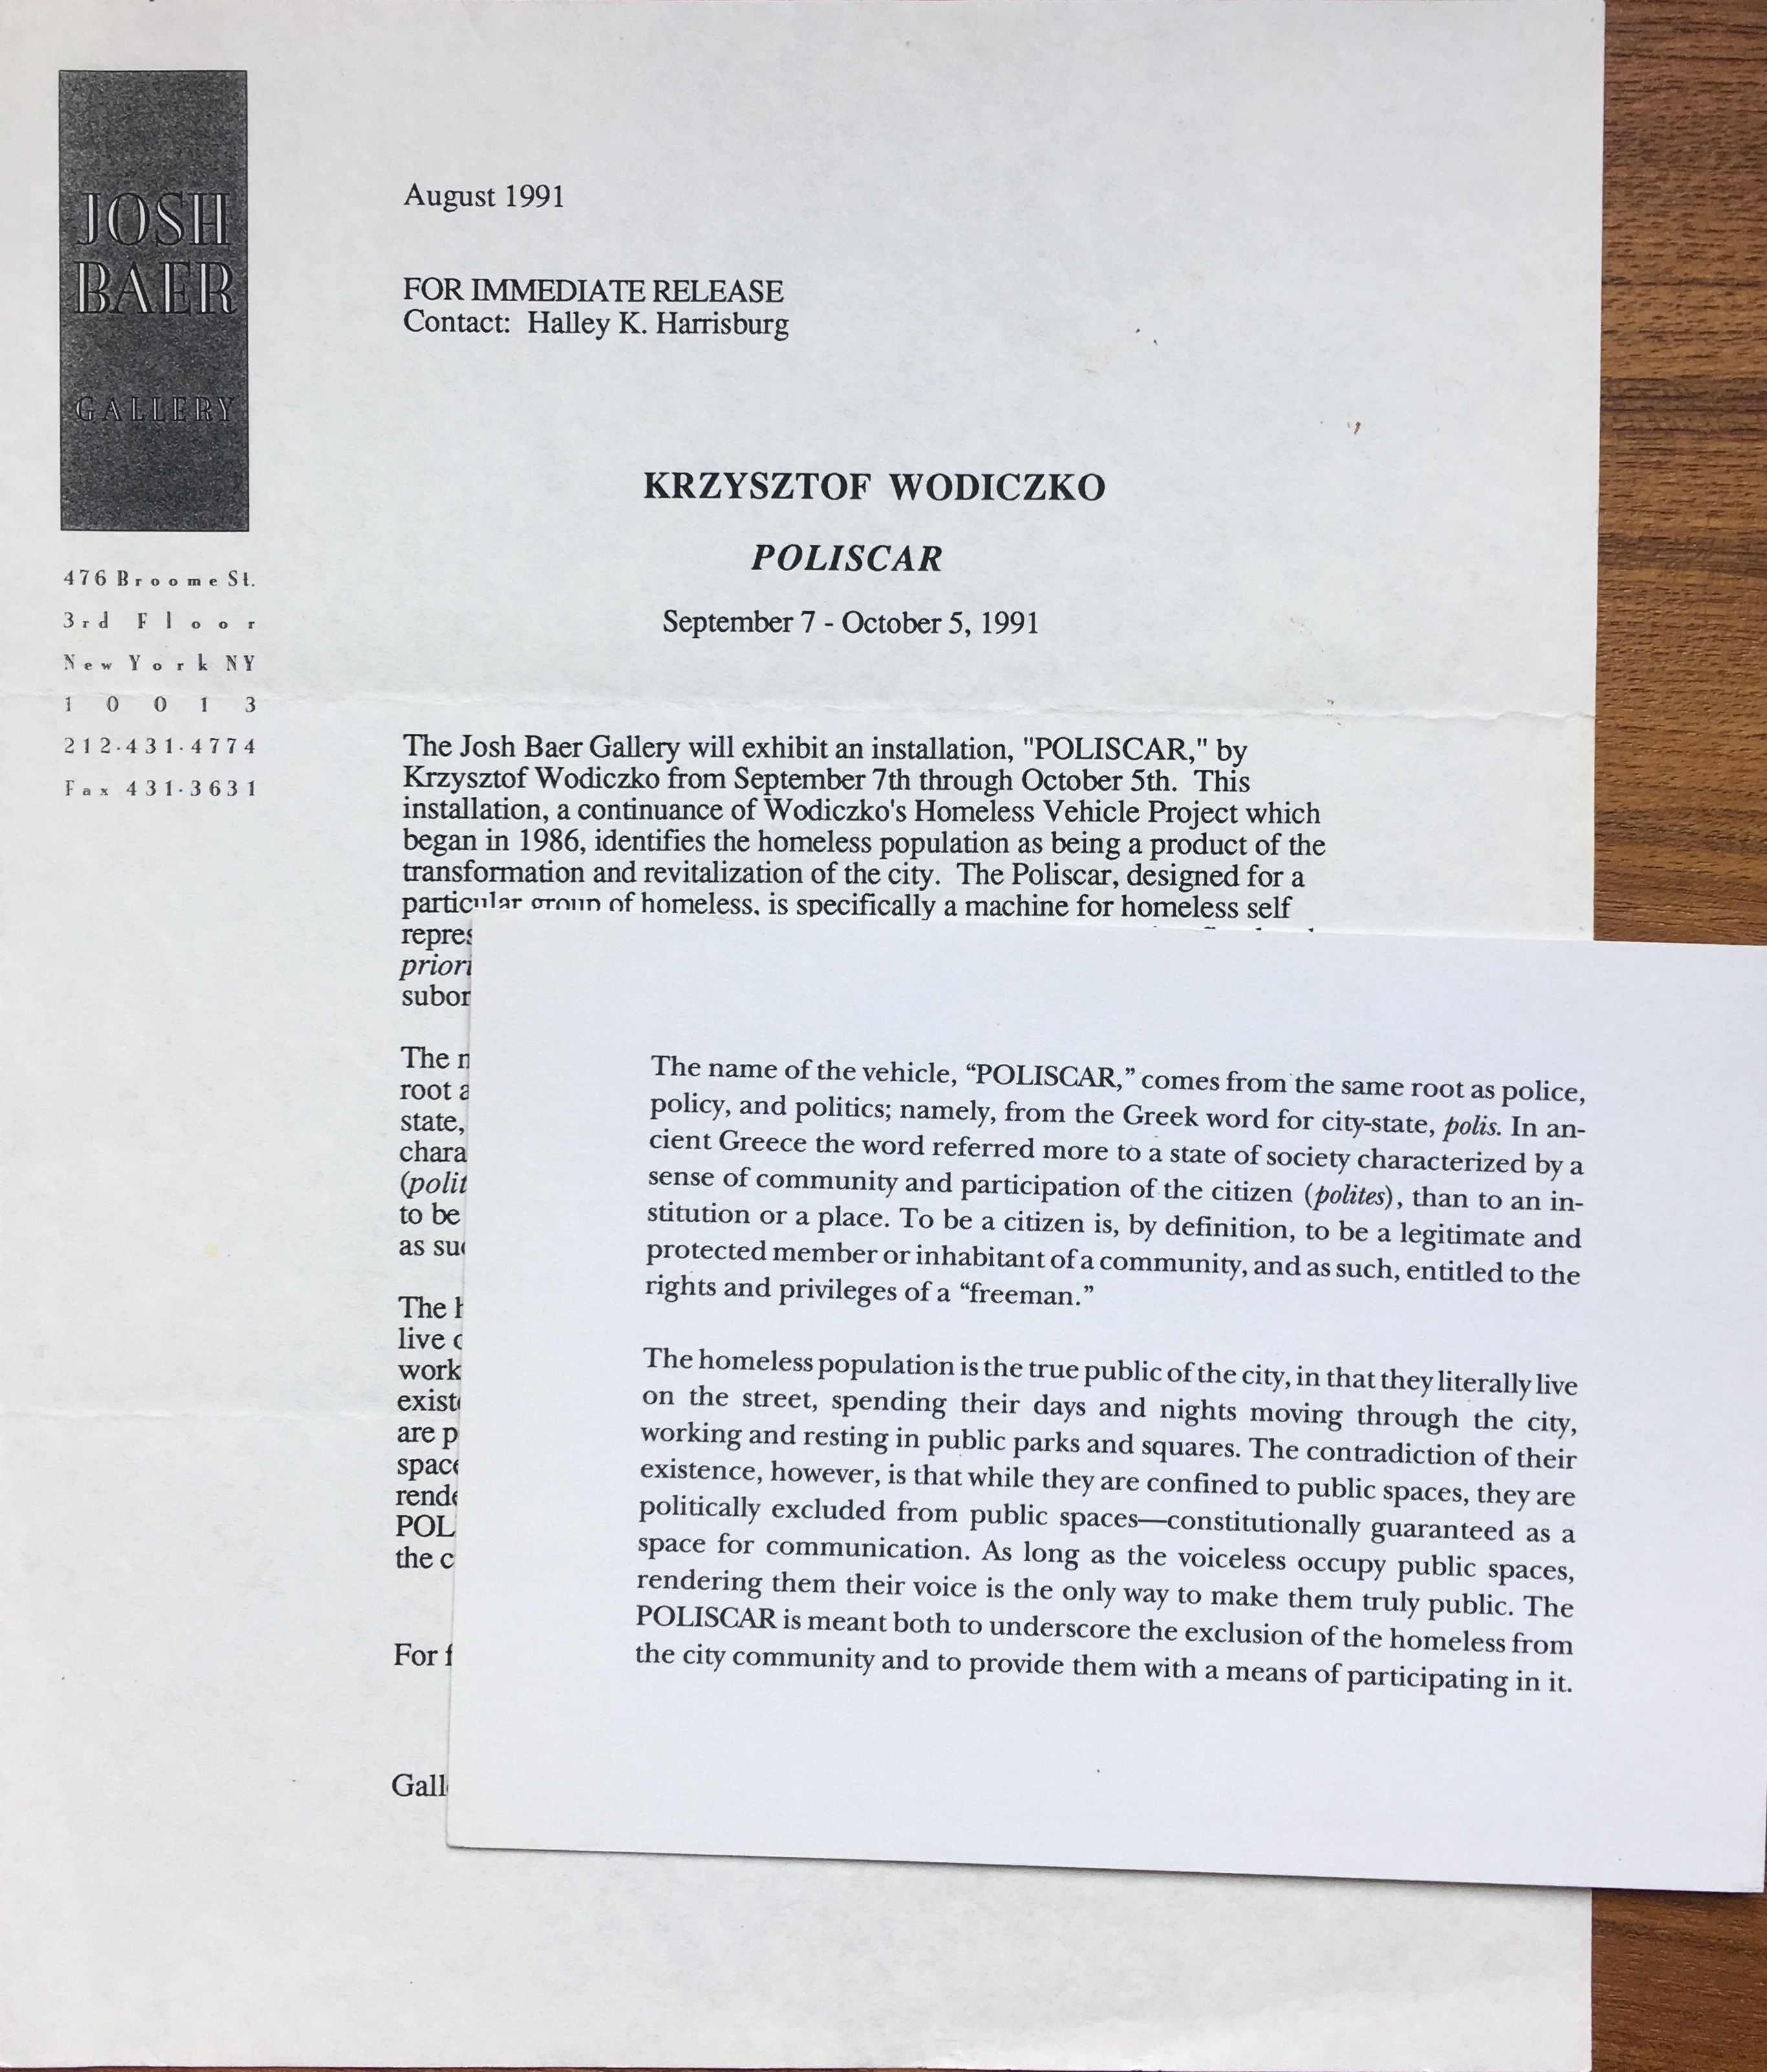 JOSH
BAER
GALLERY
476 Broome St.
3rd Floor
New York NY
10013
212·431·4774
Fax 431·3631
August 1991
FOR IMMEDIATE RELEASE
Contact: Halley K. Harrisburg
KRZYSZTOF WODICZKO
POLISCAR
September 7 - October 5, 1991
The Josh Baer Gallery will exhibit an installation, "POLISCAR," by
Krzysztof Wodiczko from September 7th through October 5th. This
installation, a continuance of Wodiczko's Homeless Vehicle Project which
began in 1986, identifies the homeless population as being a product of the
transformation and revitalization of the city. The Poliscar, designed for a
particular group of homeless, is specifically a machine for homeless self
The
root
state,
to be
as
The
live
work
are
POL
the
For
The name of the vehicle, “POLISCAR,” comes from the same root as police,
policy, and politics; namely, from the Greek word for city-state, polis. In an-
cient Greece the word referred more to a state of society characterized by a
sense of community and participation of the citizen (polites), than to an in-
stitution or a place. To be a citizen is, by definition, to be a legitimate and
protected member or inhabitant of a community, and as such, entitled to the
rights and privileges of a “freeman.”
The homeless population is the true public of the city, in that they literally live
on the street, spending their days and nights moving through the city,
working and resting in public parks and squares. The contradiction of their
existence, however, is that while they are confined to public spaces, they are
politically excluded from public spaces—constitutionally guaranteed as a
space for communication. As long as the voiceless occupy public spaces,
rendering them their voice is the only way to make them truly public. The
POLISCAR is meant both to underscore the exclusion of the homeless from
the city community and to provide them with a means of participating in it.